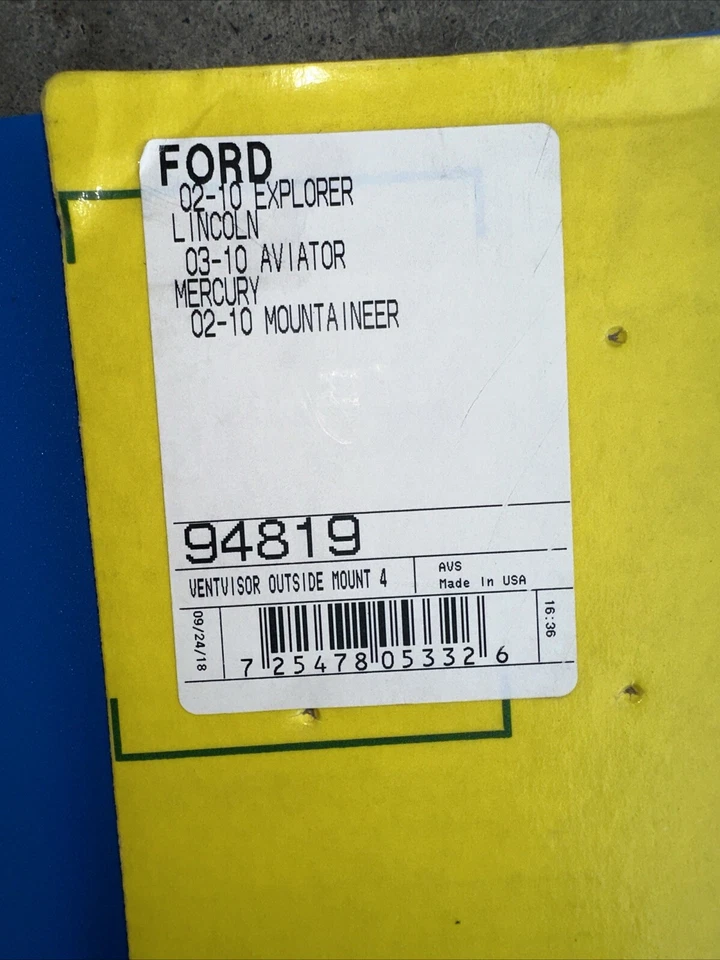 FORD
02-10 EXPLORER
LINCOLN
03-10 AVIATOR
MERCURY
02-10 MOUNTAINEER
94819
VENTVISOR OUTSIDE MOUNT 4
AVS
Made In USA
09/24/18
16:36
7 25478 05332 6